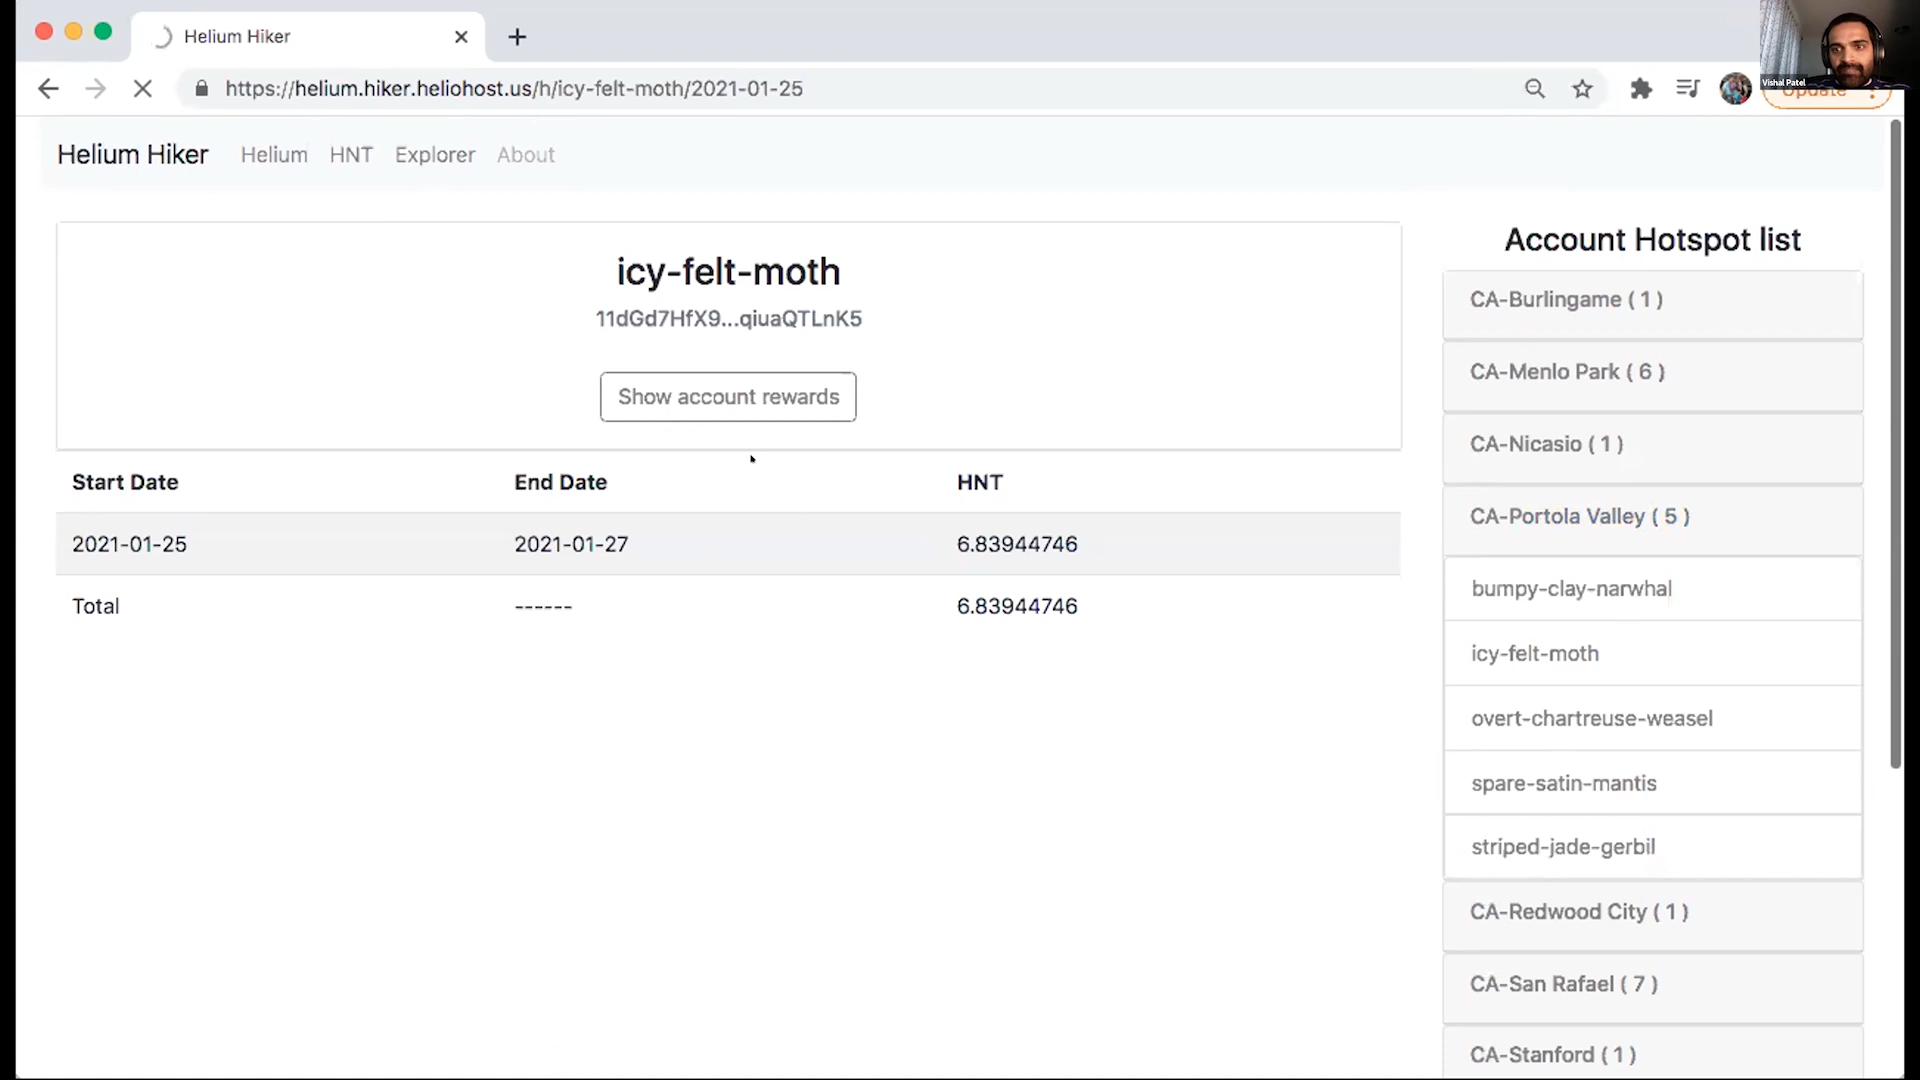 Helium Hiker
https://helium.hiker.heliohost.us/h/icy-felt-moth/2021-01-25
Vishal Patel
Update
Helium Hiker Helium HNT Explorer About
icy-felt-moth
11dGd7HfX9...qiuaQTLnK5
Show account rewards
Start Date End Date HNT
2021-01-25 2021-01-27 6.83944746
Total ------ 6.83944746
Account Hotspot list
CA-Burlingame ( 1 )
CA-Menlo Park ( 6 )
CA-Nicasio ( 1 )
CA-Portola Valley ( 5 )
bumpy-clay-narwhal
icy-felt-moth
overt-chartreuse-weasel
spare-satin-mantis
striped-jade-gerbil
CA-Redwood City ( 1 )
CA-San Rafael ( 7 )
CA-Stanford ( 1 )